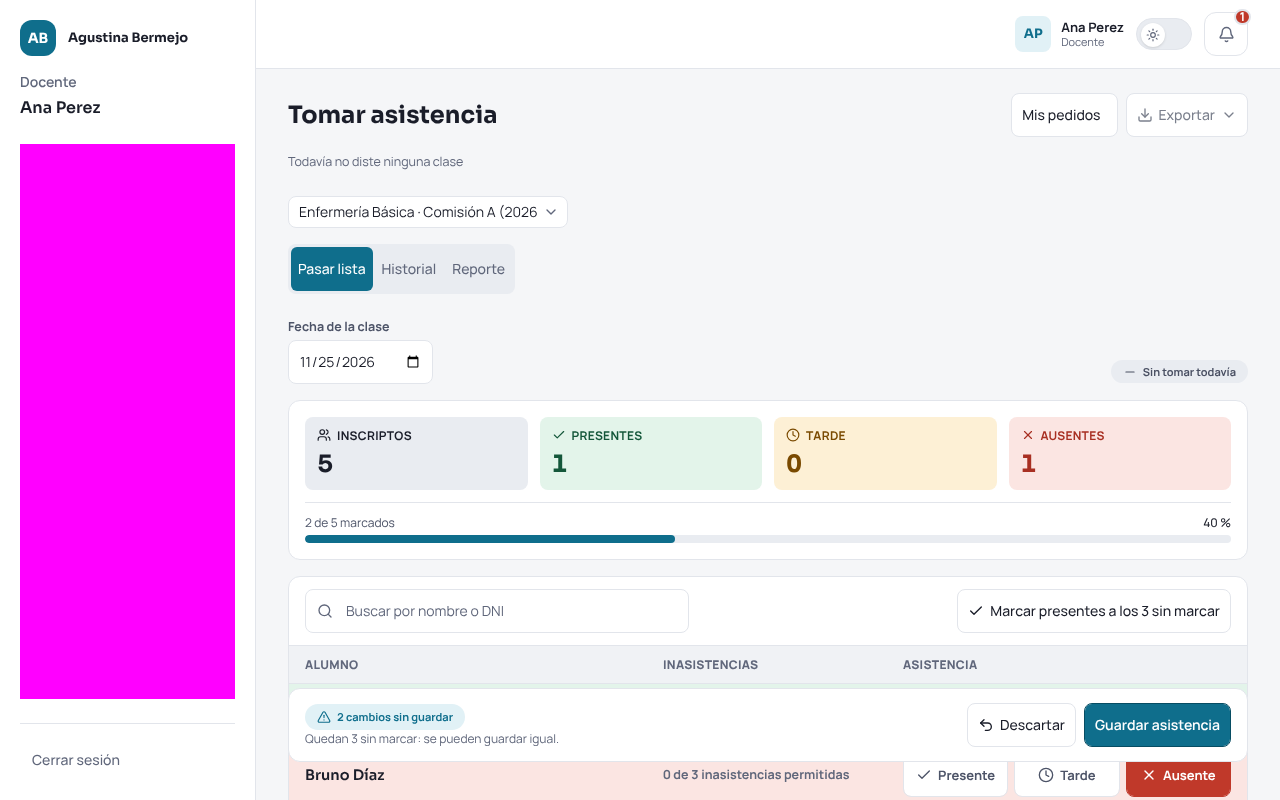 AB Agustina Bermejo
Docente
Ana Perez
Cerrar sesión
AP Ana Perez
Docente
1
Tomar asistencia
Mis pedidos
Exportar
Todavía no diste ninguna clase
Enfermería Básica · Comisión A (2026
Pasar lista Historial Reporte
Fecha de la clase
11/25/2026
Sin tomar todavía
INSCRIPTOS
5
PRESENTES
1
TARDE
0
AUSENTES
1
2 de 5 marcados 40 %
Buscar por nombre o DNI
Marcar presentes a los 3 sin marcar
ALUMNO INASISTENCIAS ASISTENCIA
2 cambios sin guardar
Quedan 3 sin marcar: se pueden guardar igual.
Descartar
Guardar asistencia
Bruno Díaz 0 de 3 inasistencias permitidas Presente Tarde Ausente